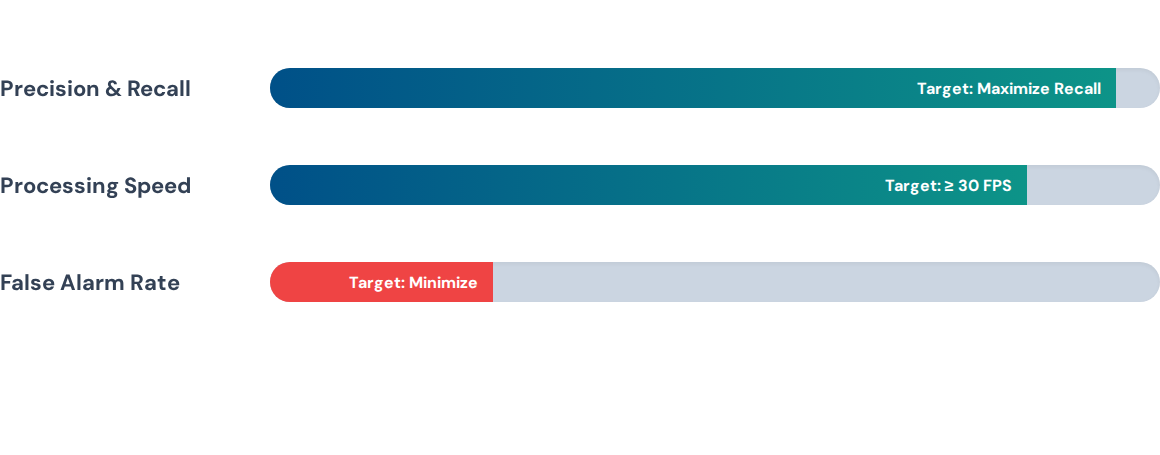 Precision & Recall
Target: Maximize Recall
Processing Speed
Target: ≥ 30 FPS
False Alarm Rate
Target: Minimize